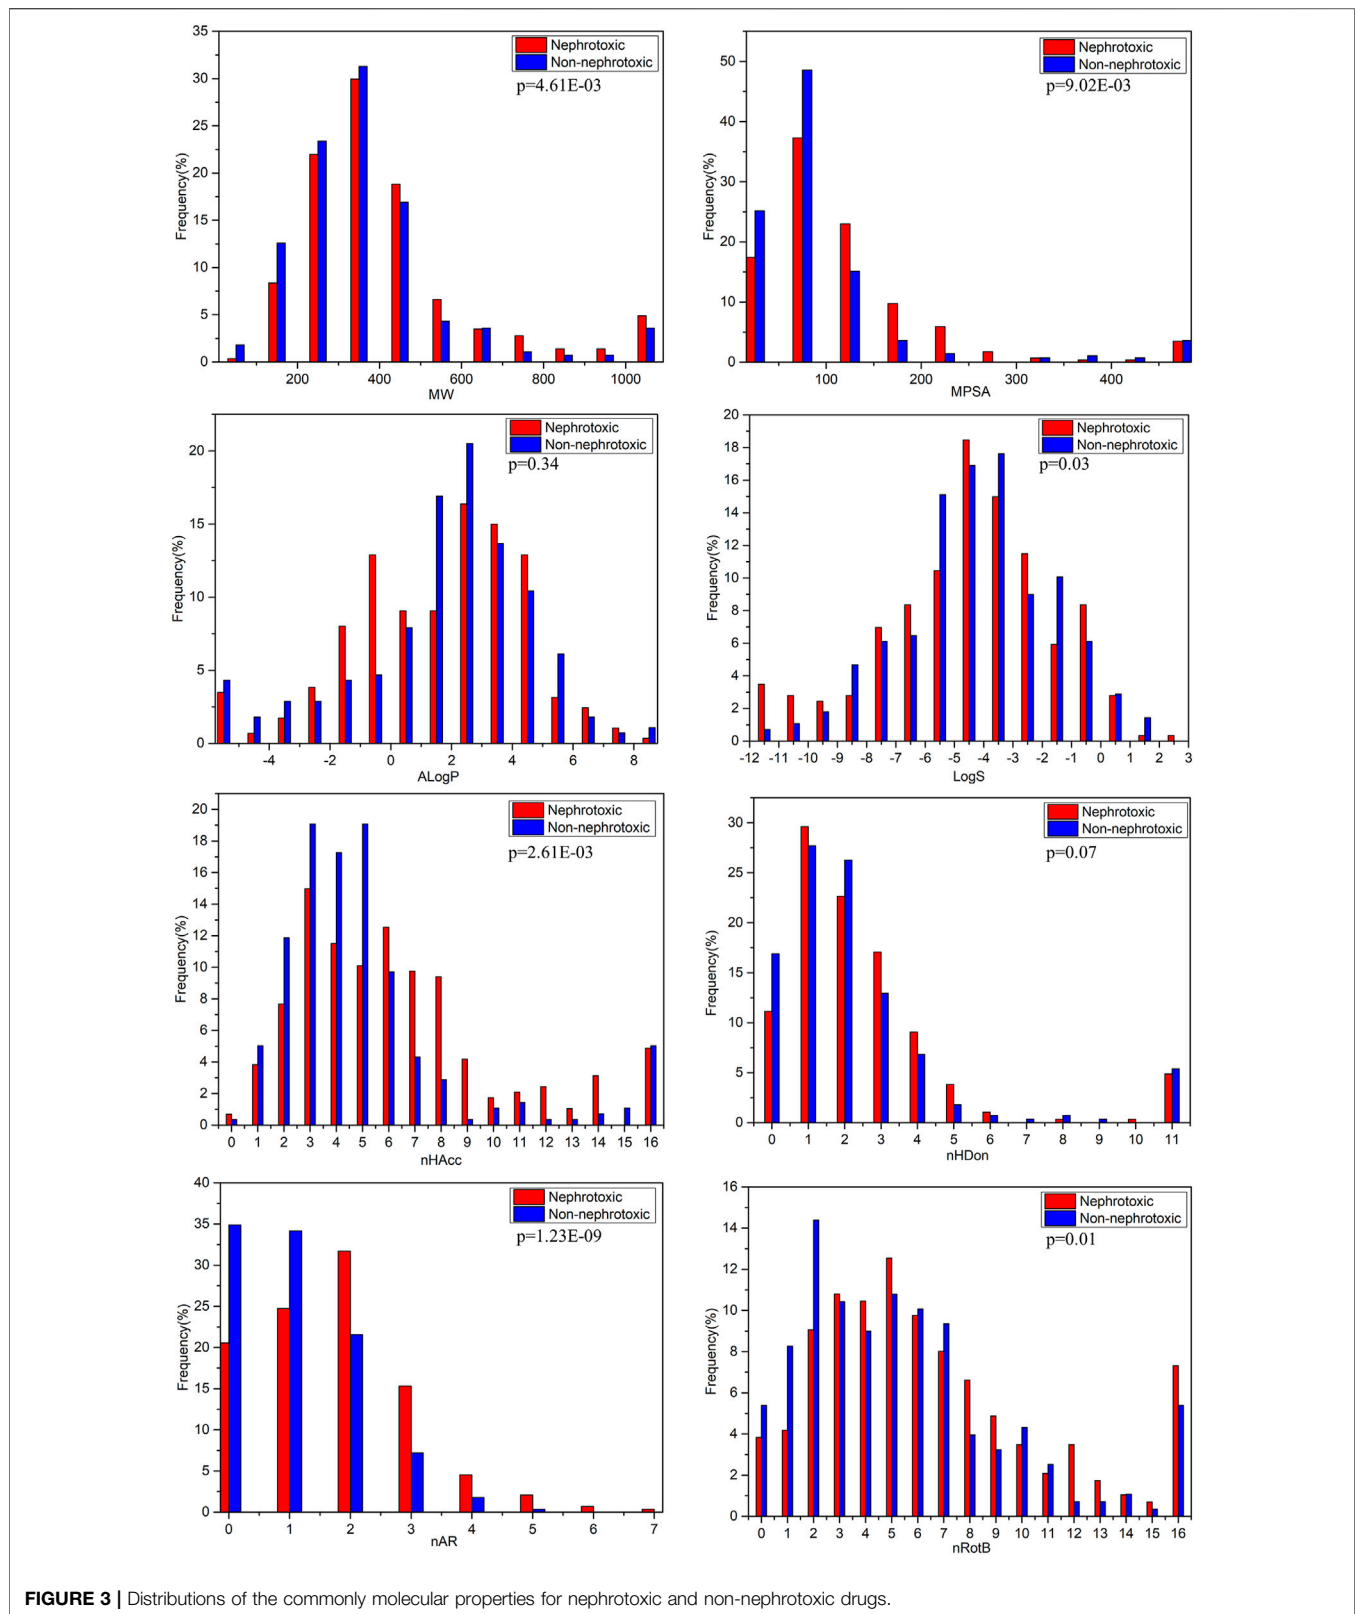 35
30
25
20
15
10
5
0
Frequency(%)
Nephrotoxic
Non-nephrotoxic
p=4.61E-03
200 400 600 800 1000
MW
50
40
30
50
20
10
0
Frequency(%)
Nephrotoxic
Non-nephrotoxic
p=9.02E-03
100 200 300 400
MPSA
20
15
10
5
0
Frequency(%)
Nephrotoxic
Non-nephrotoxic
p=0.34
-4 -2 0 2 4 6 8
ALogP
20
18
16
14
12
10
8
6
4
2
0
Frequency(%)
Nephrotoxic
Non-nephrotoxic
p=0.03
-12 -11 -10 -9 -8 -7 -6 -5 -4 -3 -2 -1 0 1 2 3
LogS
20
18
16
14
12
10
8
6
4
2
0
Frequency(%)
Nephrotoxic
Non-nephrotoxic
p=2.61E-03
0 1 2 3 4 5 6 7 8 9 10 11 12 13 14 15 16
nHAcc
30
25
30
15
10
5
0
Frequency(%)
Nephrotoxic
Non-nephrotoxic
p=0.07
0 1 2 3 4 5 6 7 8 9 10 11
nHDon
40
35
30
25
20
15
10
5
0
Frequency(%)
Nephrotoxic
Non-nephrotoxic
p=1.23E-09
0 1 2 3 4 5 6 7
nAR
16
14
12
10
8
6
4
2
0
Frequency(%)
Nephrotoxic
Non-nephrotoxic
p=0.01
0 1 2 3 4 5 6 7 8 9 10 11 12 13 14 15 16
nRotB
FIGURE 3 | Distributions of the commonly molecular properties for nephrotoxic and non-nephrotoxic drugs.